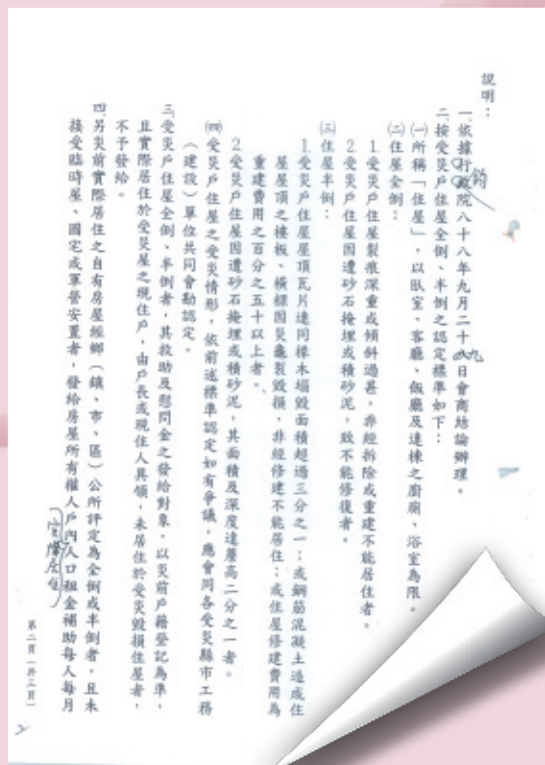 說明：
一、依據行政院八十八年九月二十九日會商結論辦理。
二、按受災戶住屋全倒、半倒之認定標準如下：
㈠所稱「住屋」，以臥室、客廳、飯廳及連棟之廚廁、浴室為限。
㈡住屋全倒：
1.受災戶住屋裂痕深重或傾斜過甚，非經拆除或重建不能居住者。
2.受災戶住屋因遭砂石掩埋或積砂泥，致不能修復者。
㈢住屋半倒：
1.受災戶住屋屋頂瓦片連同椽木塌毀面積超過三分之一；或鋼筋混凝土造成住
屋屋頂之樓板、橫樑因災龜裂毀損，非經修建不能居住；或住屋修建費用為
重建費用之百分之五十以上者。
2.受災戶住屋因遭砂石掩埋或積砂泥，其面積及深度達簷高二分之一者。
㈣受災戶住屋之受災情形，依前述標準認定如有爭議，應會同各受災縣市工務
（建設）單位共同會勘認定。
三、受災戶住屋全倒、半倒者，其救助及慰問金之發給對象，以災前戶籍登記為準，
且實際居住於受災屋之現住戶，由戶長或現住人具領，未居住於受災毀損住屋者，
不予發給。
四、另災前實際居住之自有房屋經鄉（鎮、市、區）公所評定為全倒或半倒者，且未
接受臨時屋、國宅或軍營安置者，發給房屋所有權人戶內人口租金補助每人每月
第二頁（共三頁）